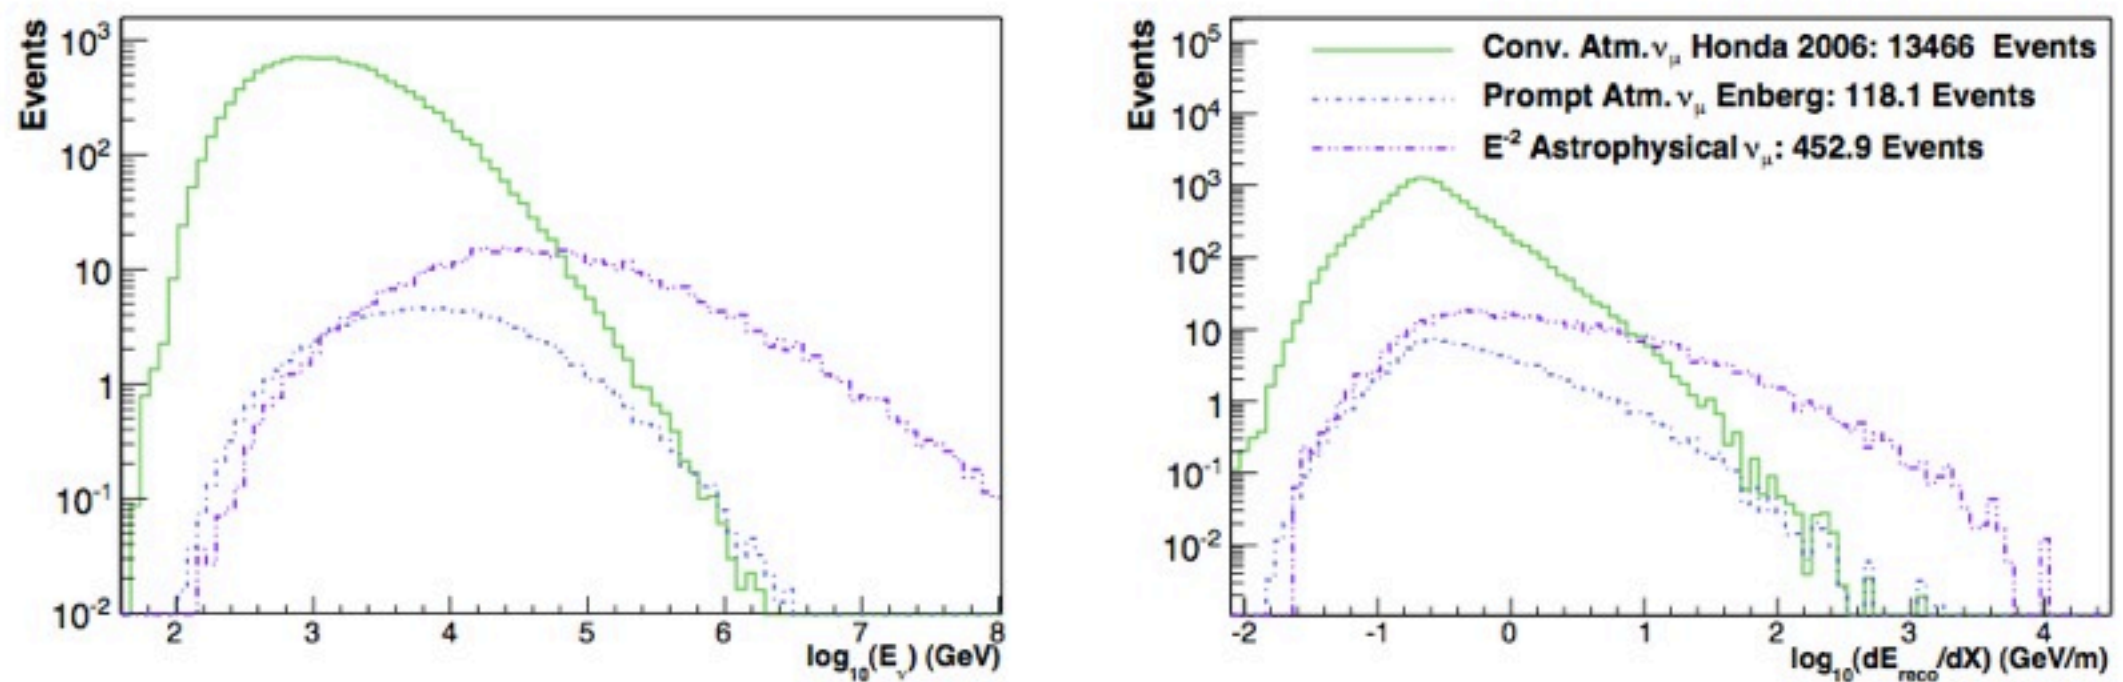 Events
10³
10²
10
1
10⁻¹
10⁻²
2 3 4 5 6 7 8
log₁₀(E_ν) (GeV)
Events
10⁵
10⁴
10³
10²
10
1
10⁻¹
10⁻²
Conv. Atm. ν_μ Honda 2006: 13466 Events
Prompt Atm. ν_μ Enberg: 118.1 Events
E⁻² Astrophysical ν_μ: 452.9 Events
-2 -1 0 1 2 3 4
log₁₀(dE_reco/dX) (GeV/m)